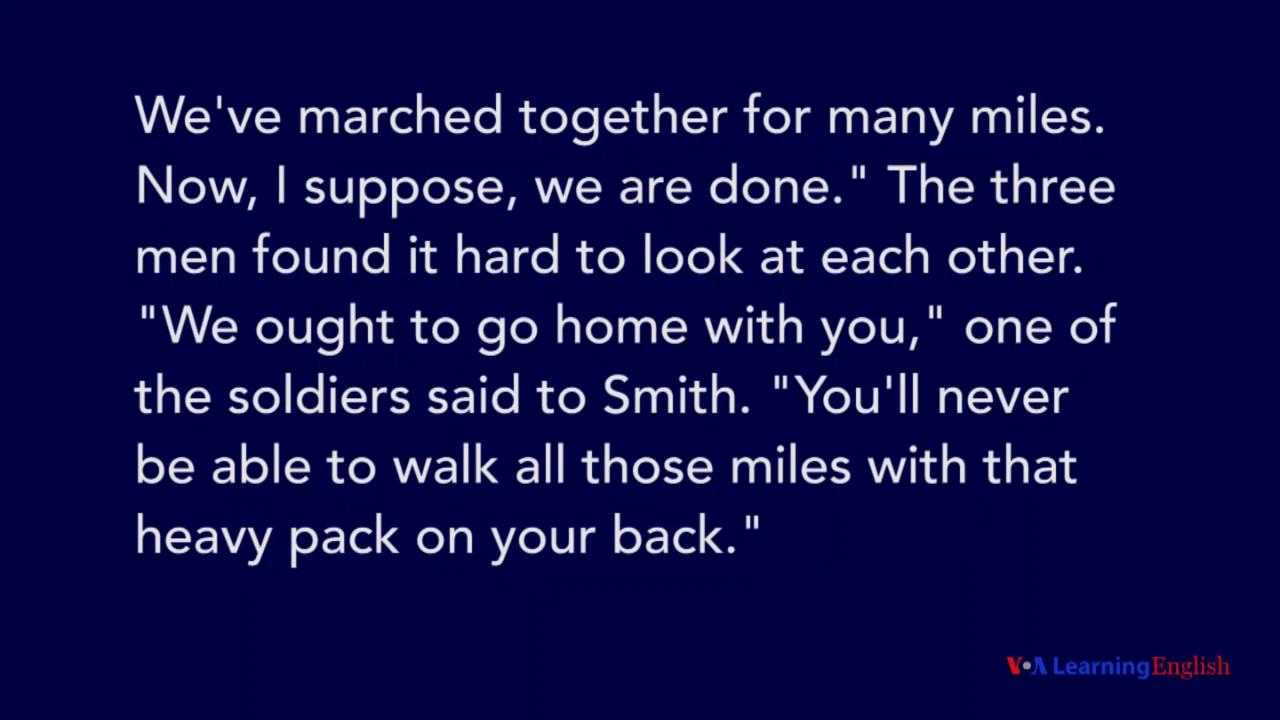 We've marched together for many miles.
Now, I suppose, we are done." The three
men found it hard to look at each other.
"We ought to go home with you," one of
the soldiers said to Smith. "You'll never
be able to walk all those miles with that
heavy pack on your back."
VOA Learning English